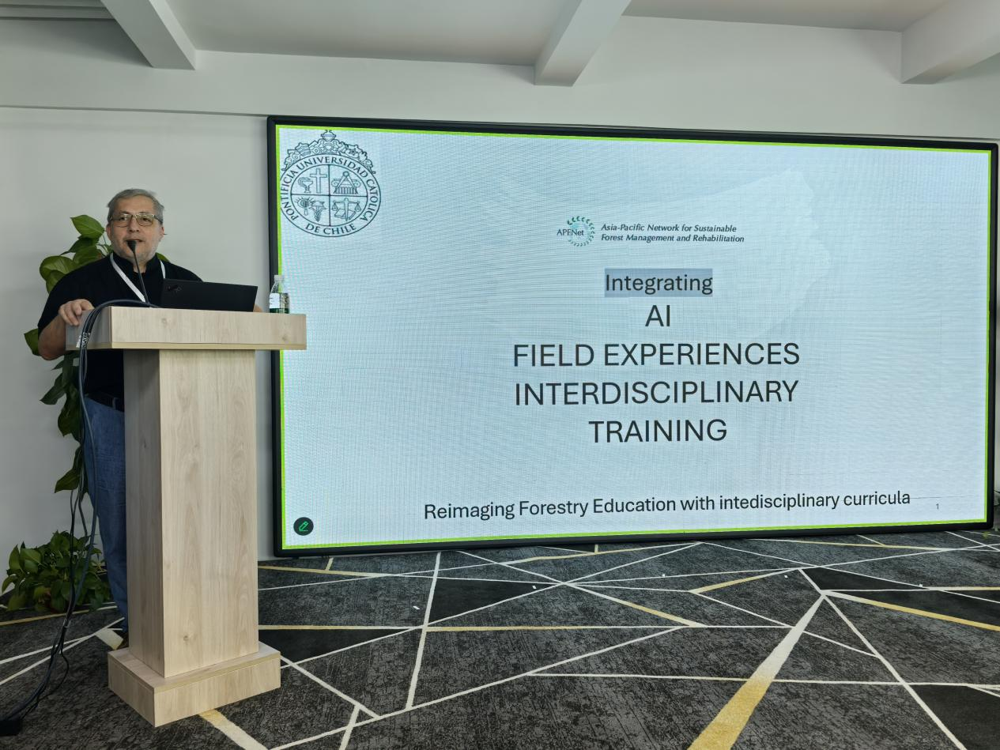 PONTIFICIA UNIVERSIDAD CATOLICA
DE CHILE
APFNet
Asia-Pacific Network for Sustainable
Forest Management and Rehabilitation
Integrating
AI
FIELD EXPERIENCES
INTERDISCIPLINARY
TRAINING
Reimaging Forestry Education with intedisciplinary curricula
1